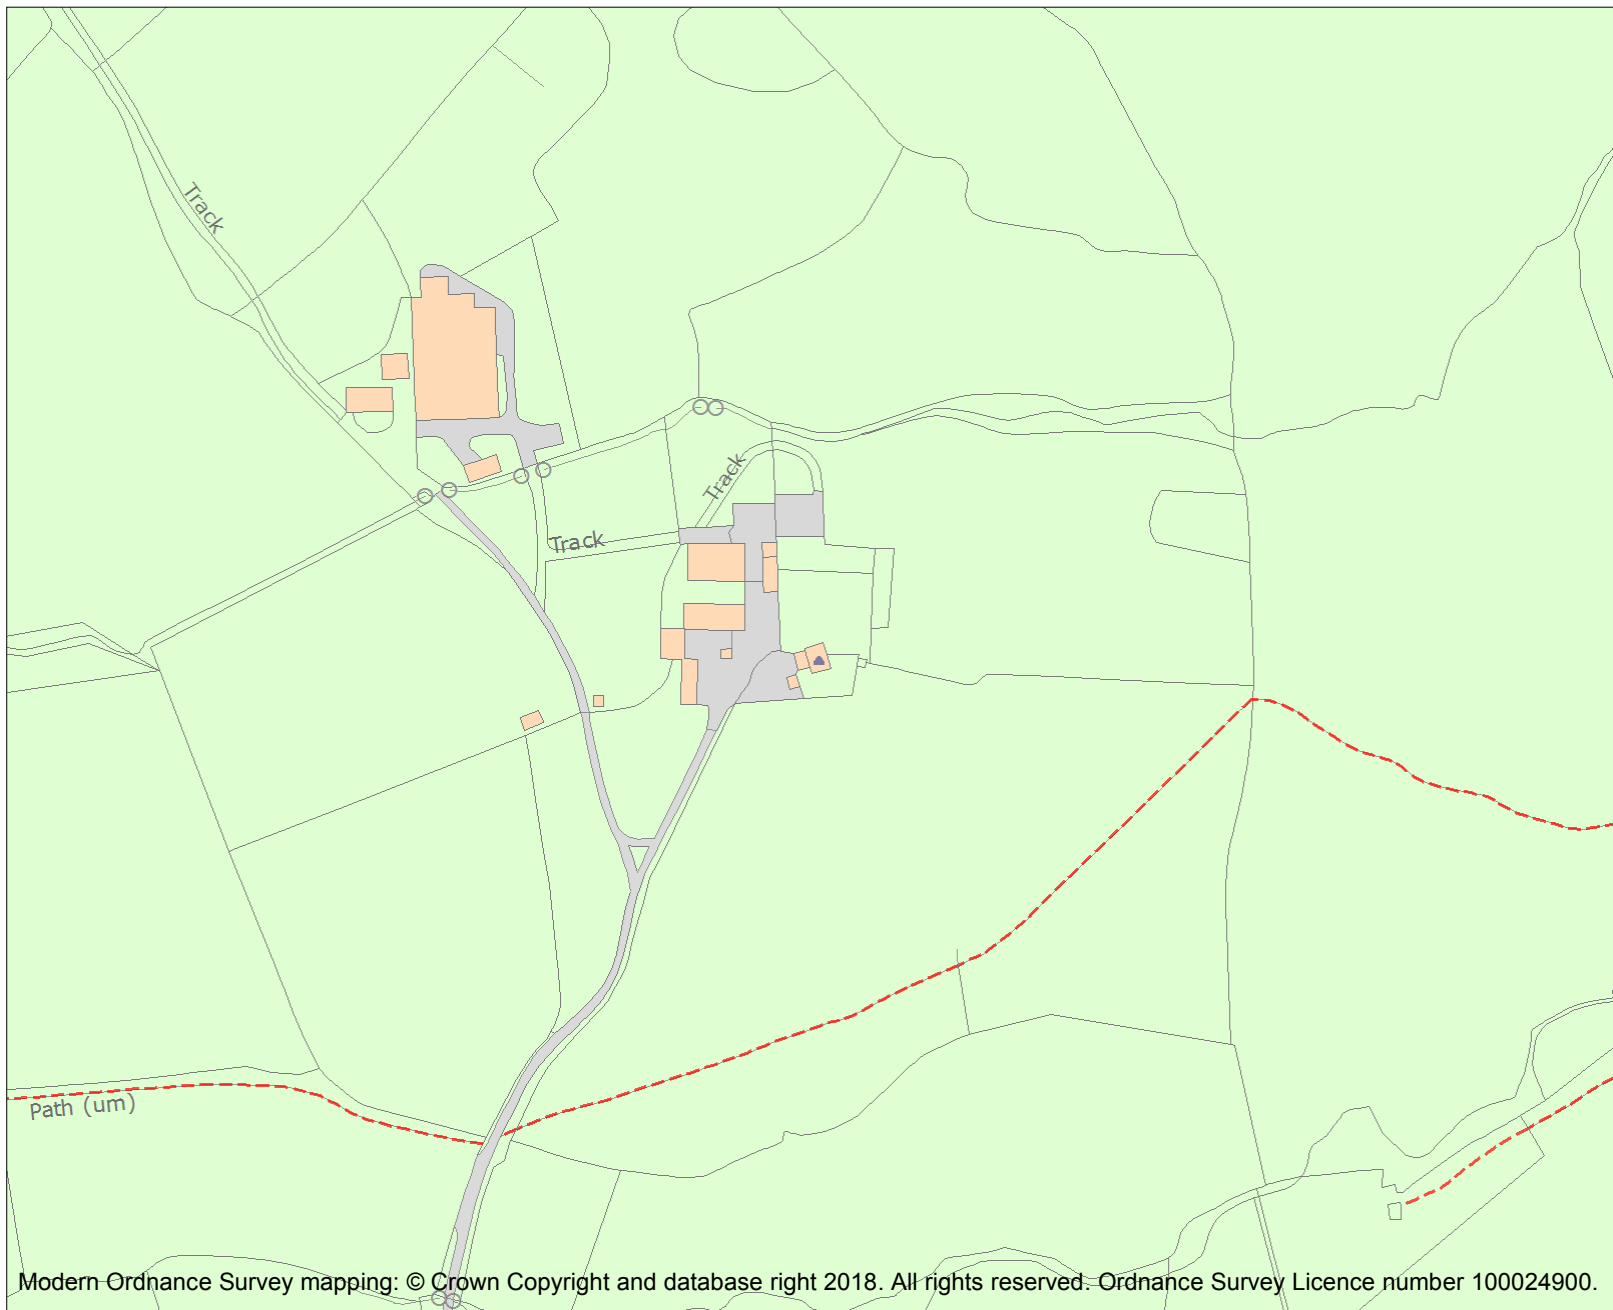 Track
Track
Track
Path (um)
Modern Ordnance Survey mapping: © Crown Copyright and database right 2018. All rights reserved. Ordnance Survey Licence number 100024900.